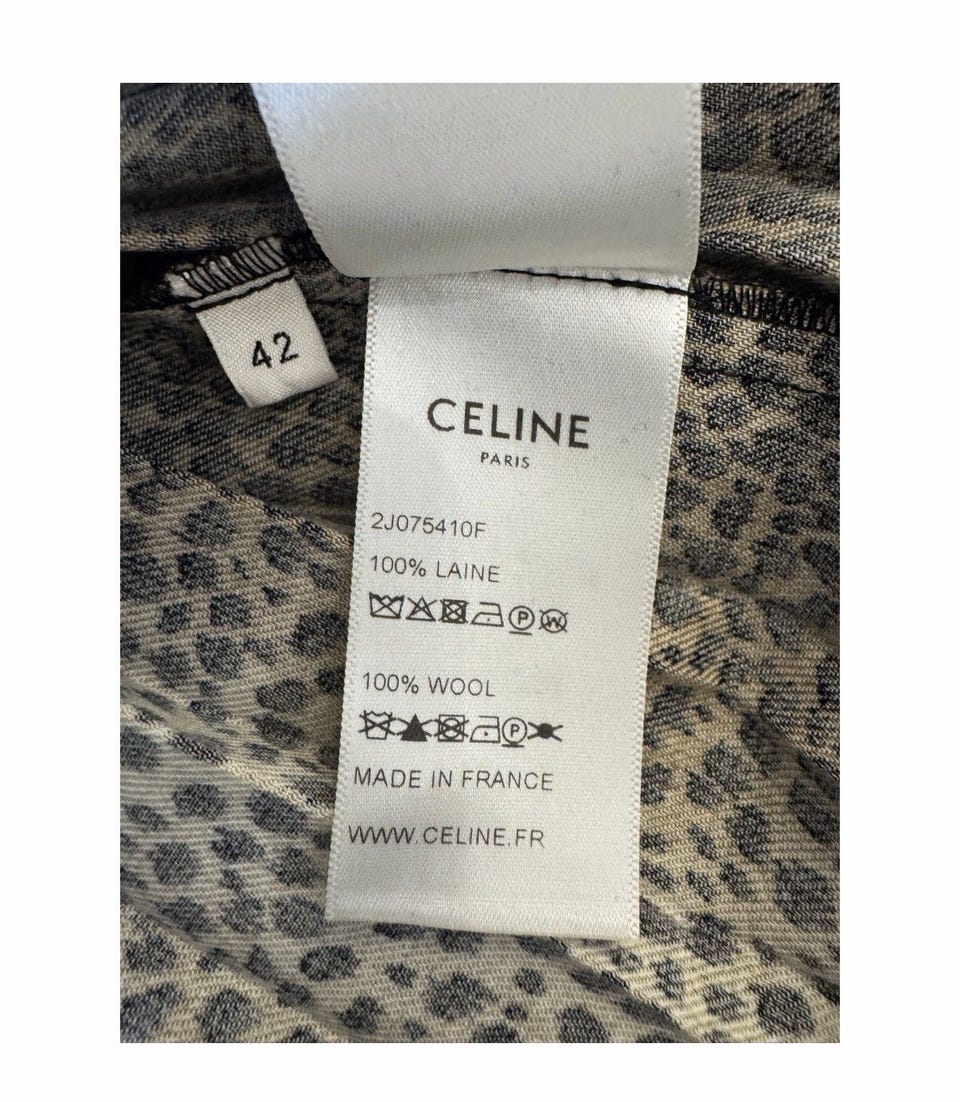 42
CELINE
PARIS
2J075410F
100% LAINE
P W
100% WOOL
P
MADE IN FRANCE
WWW.CELINE.FR